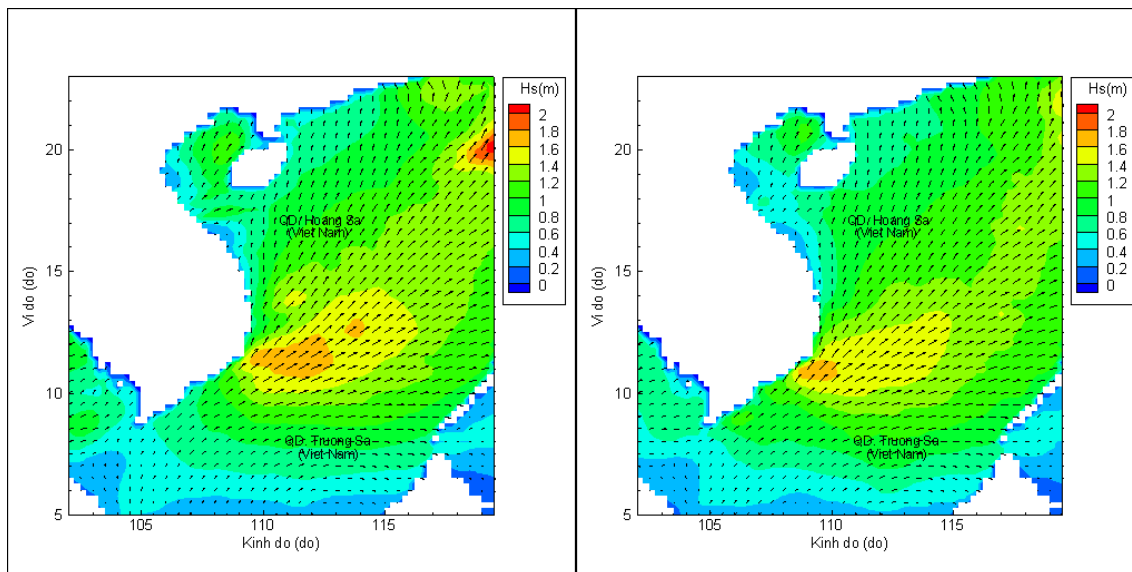 Hs(m)
2
1.8
1.6
1.4
1.2
1
0.8
0.6
0.4
0.2
0
20
15
10
5
Vi do (do)
105
110
115
Kinh do (do)
QD. Hoang Sa
(Viet Nam)
QD. Truong Sa
(Viet Nam)
Hs(m)
2
1.8
1.6
1.4
1.2
1
0.8
0.6
0.4
0.2
0
20
15
10
5
Vi do (do)
105
110
115
Kinh do (do)
QD. Hoang Sa
(Viet Nam)
QD. Truong Sa
(Viet Nam)